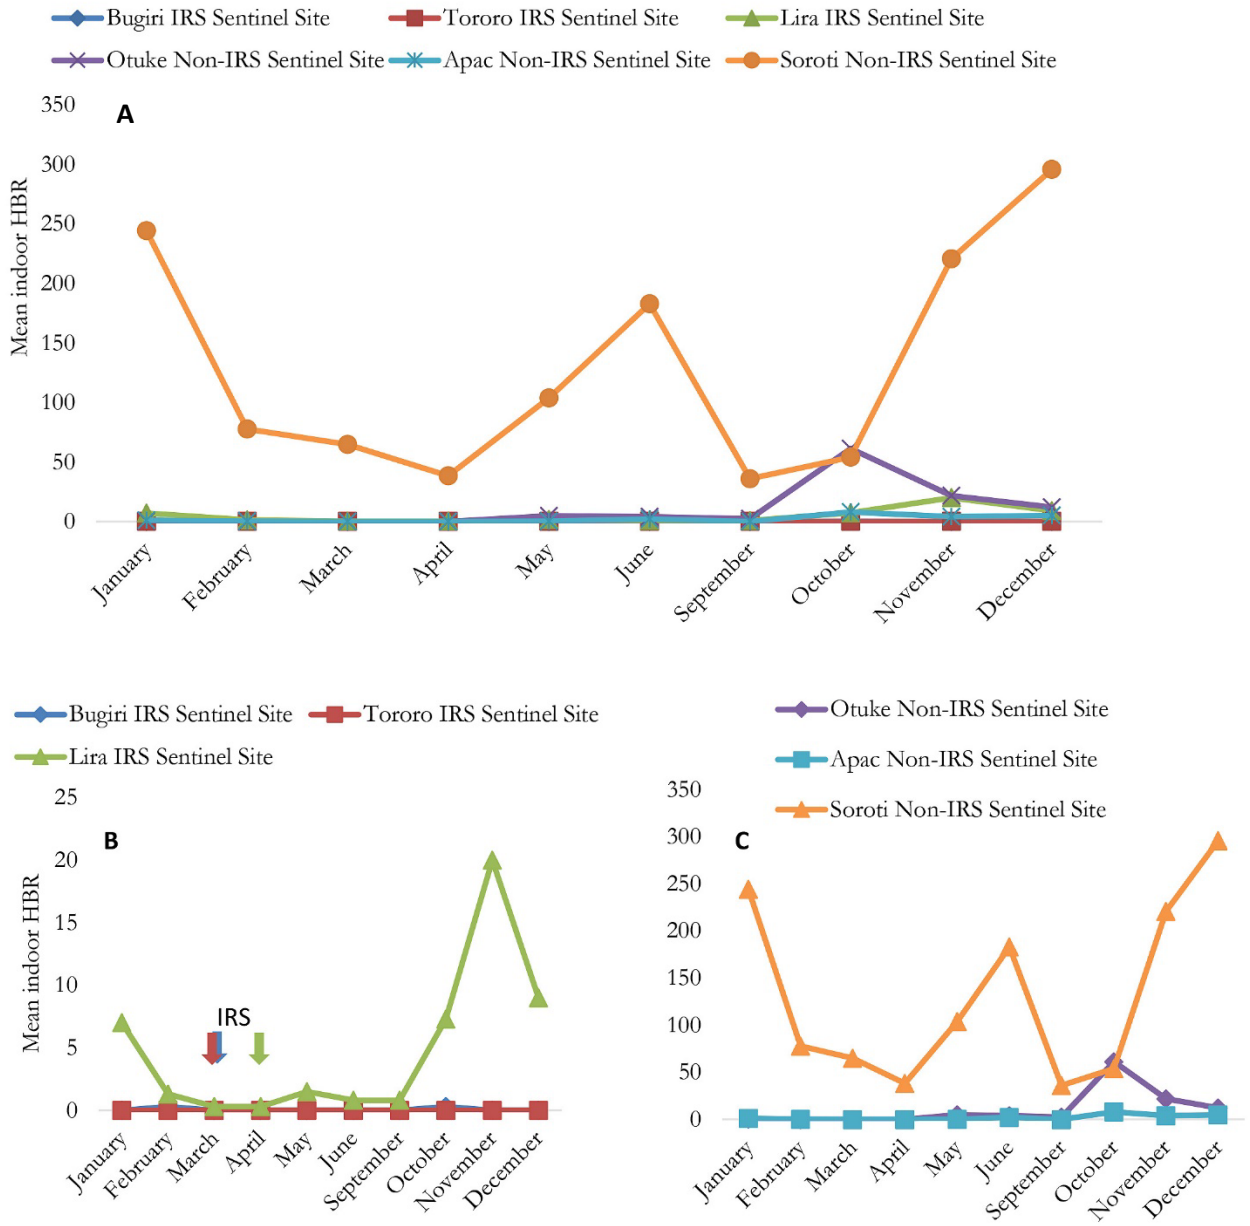 Bugiri IRS Sentinel Site Tororo IRS Sentinel Site Lira IRS Sentinel Site
Otuke Non-IRS Sentinel Site Apac Non-IRS Sentinel Site Soroti Non-IRS Sentinel Site
A
Mean indoor HBR
350
300
250
200
150
100
50
0
January February March April May June September October November December
Bugiri IRS Sentinel Site Tororo IRS Sentinel Site
Lira IRS Sentinel Site
B
Mean indoor HBR
25
20
15
10
5
0
IRS
January February March April May June September October November December
Otuke Non-IRS Sentinel Site
Apac Non-IRS Sentinel Site
Soroti Non-IRS Sentinel Site
C
350
300
250
200
150
100
50
0
January February March April May June September October November December